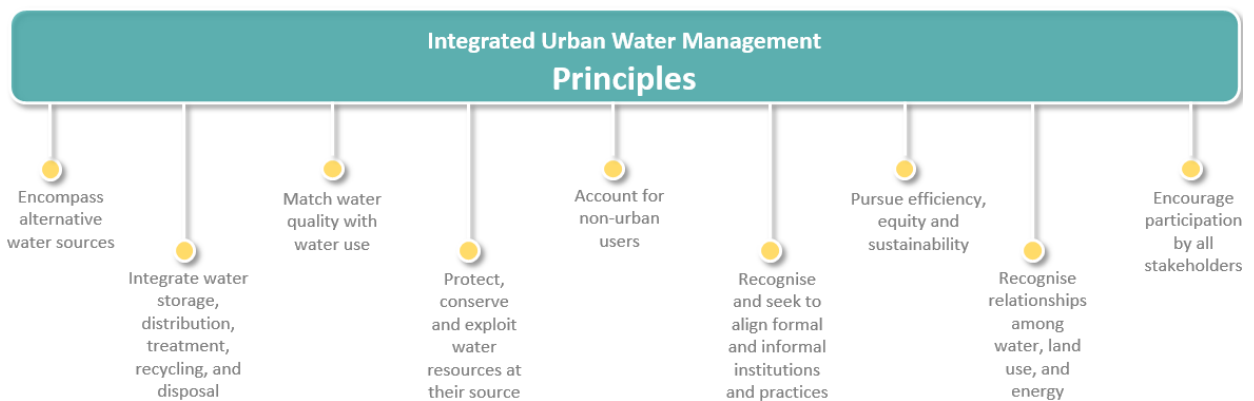 Integrated Urban Water Management
Principles
Encompass
alternative
water sources
Integrate water
storage,
distribution,
treatment,
recycling, and
disposal
Match water
quality with
water use
Protect,
conserve
and exploit
water
resources at
their source
Account for
non-urban
users
Recognise
and seek to
align formal
and informal
institutions
and practices
Pursue efficiency,
equity and
sustainability
Recognise
relationships
among
water, land
use, and
energy
Encourage
participation
by all
stakeholders